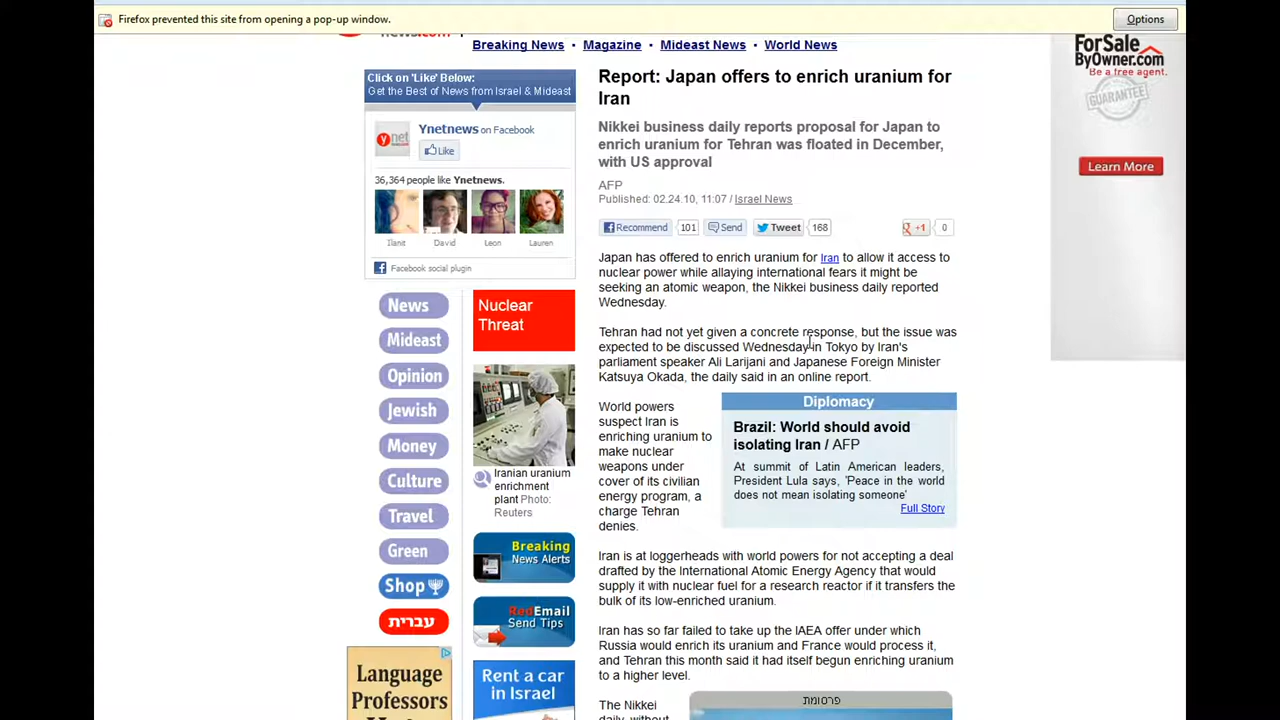 Firefox prevented this site from opening a pop-up window.
Options
Breaking News • Magazine • Mideast News • World News
ForSale
ByOwner.com
Be a free agent.
GUARANTEE
Learn More
Click on 'Like' Below:
Get the Best of News from Israel & Mideast
Ynetnews on Facebook
ynet
Like
36,364 people like Ynetnews.
Ilane David Leon Lauren
Facebook social plugin
News
Mideast
Opinion
Jewish
Money
Culture
Travel
Green
Shop
עברית
Language
Professors
Nuclear
Threat
Iranian uranium
enrichment
plant Photo:
Reuters
Breaking
News Alerts
RedEmail
Send Tips
Rent a car
in Israel
Report: Japan offers to enrich uranium for
Iran
Nikkei business daily reports proposal for Japan to
enrich uranium for Tehran was floated in December,
with US approval
AFP
Published: 02.24.10, 11:07 / Israel News
Recommend 101 Send Tweet 168 +1 0
Japan has offered to enrich uranium for Iran to allow it access to
nuclear power while allaying international fears it might be
seeking an atomic weapon, the Nikkei business daily reported
Wednesday.
Tehran had not yet given a concrete response, but the issue was
expected to be discussed Wednesday in Tokyo by Iran's
parliament speaker Ali Larijani and Japanese Foreign Minister
Katsuya Okada, the daily said in an online report.
World powers
suspect Iran is
enriching uranium to
make nuclear
weapons under
cover of its civilian
energy program, a
charge Tehran
denies.
Diplomacy
Brazil: World should avoid
isolating Iran / AFP
At summit of Latin American leaders,
President Lula says, 'Peace in the world
does not mean isolating someone'
Full Story
Iran is at loggerheads with world powers for not accepting a deal
drafted by the International Atomic Energy Agency that would
supply it with nuclear fuel for a research reactor if it transfers the
bulk of its low-enriched uranium.
Iran has so far failed to take up the IAEA offer under which
Russia would enrich its uranium and France would process it,
and Tehran this month said it had itself begun enriching uranium
to a higher level.
The Nikkei
daily, without
פרסומת